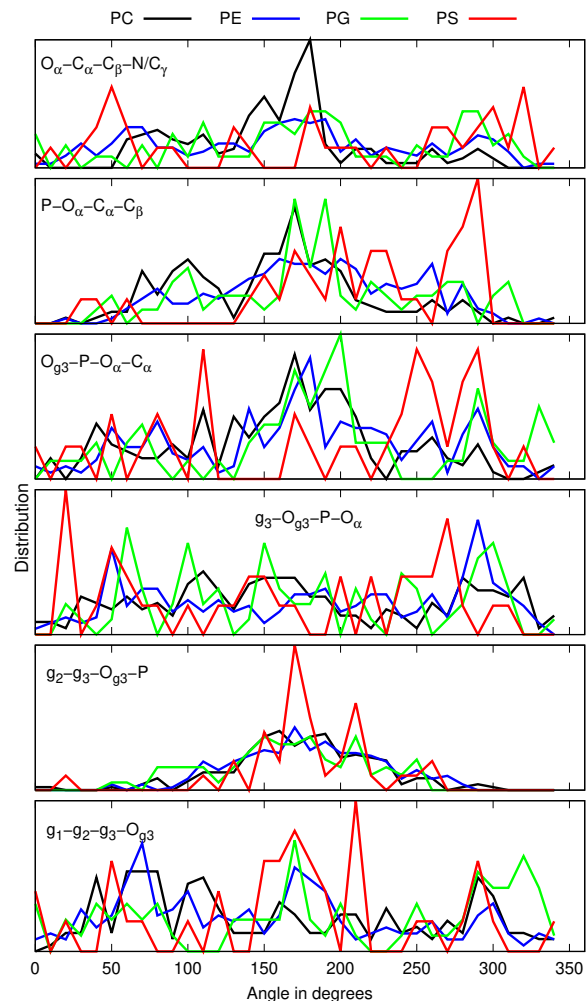 PC PE PG PS
Oα−Cα−Cβ−N/Cγ
P−Oα−Cα−Cβ
Og3−P−Oα−Cα
g3−Og3−P−Oα
g2−g3−Og3−P
g1−g2−g3−Og3
Distribution
0 50 100 150 200 250 300 350
Angle in degrees